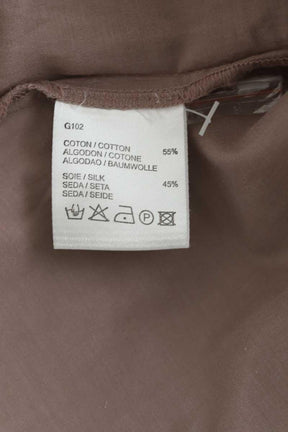 G102
COTON / COTTON
ALGODON / COTONE 55%
ALGODAO / BAUMWOLLE
SOIE / SILK
SEDA / SETA 45%
SEDA / SEIDE
P